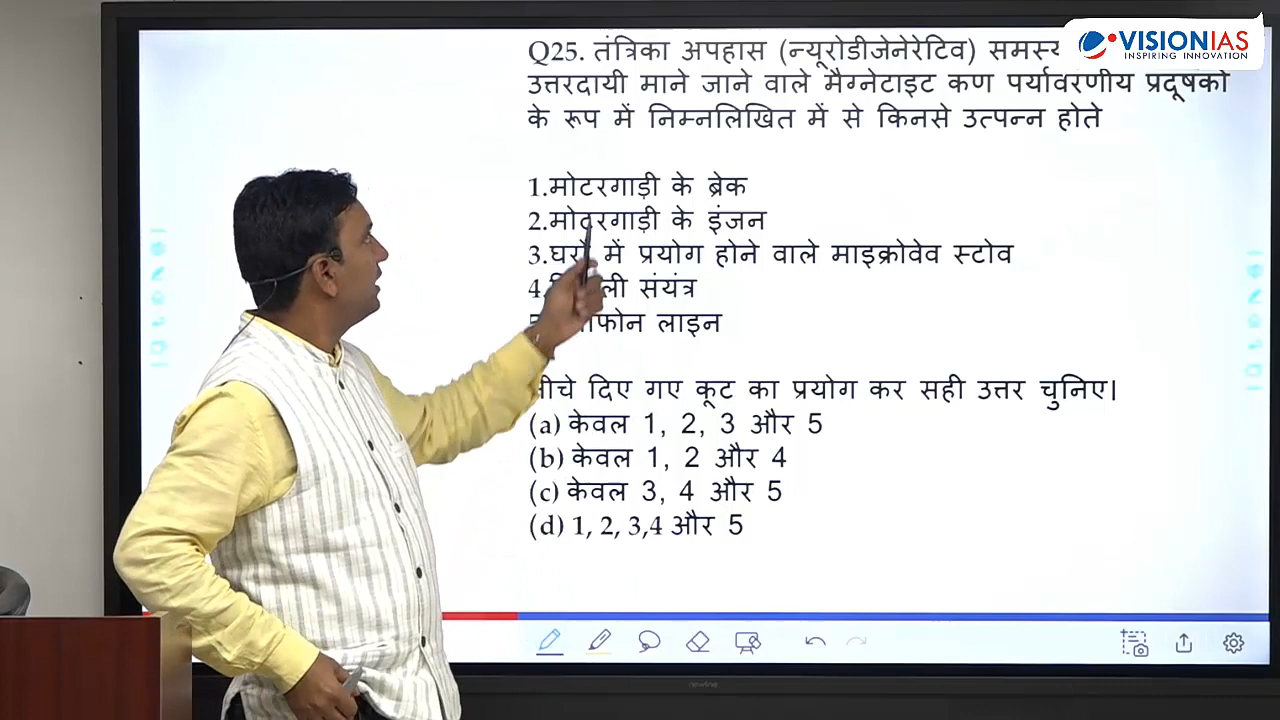 VISIONIAS
INSPIRING INNOVATION
Q25. तंत्रिका अपहास (न्यूरोडीजेनेरेटिव)
उत्तरदायी माने जाने वाले मैग्नेटाइट कण पर्यावरणीय प्रदूषकों
के रूप में निम्नलिखित में से किनसे उत्पन्न होते
1.मोटरगाड़ी के ब्रेक
2.मोटरगाड़ी के इंजन
3.घरों में प्रयोग होने वाले माइक्रोवेव स्टोव
4. संयंत्र
लाइन
दिए गए कूट का प्रयोग कर सही उत्तर चुनिए।
(a) केवल 1, 2, 3 और 5
(b) केवल 1, 2 और 4
(c) केवल 3, 4 और 5
(d) 1, 2, 3,4 और 5
newline